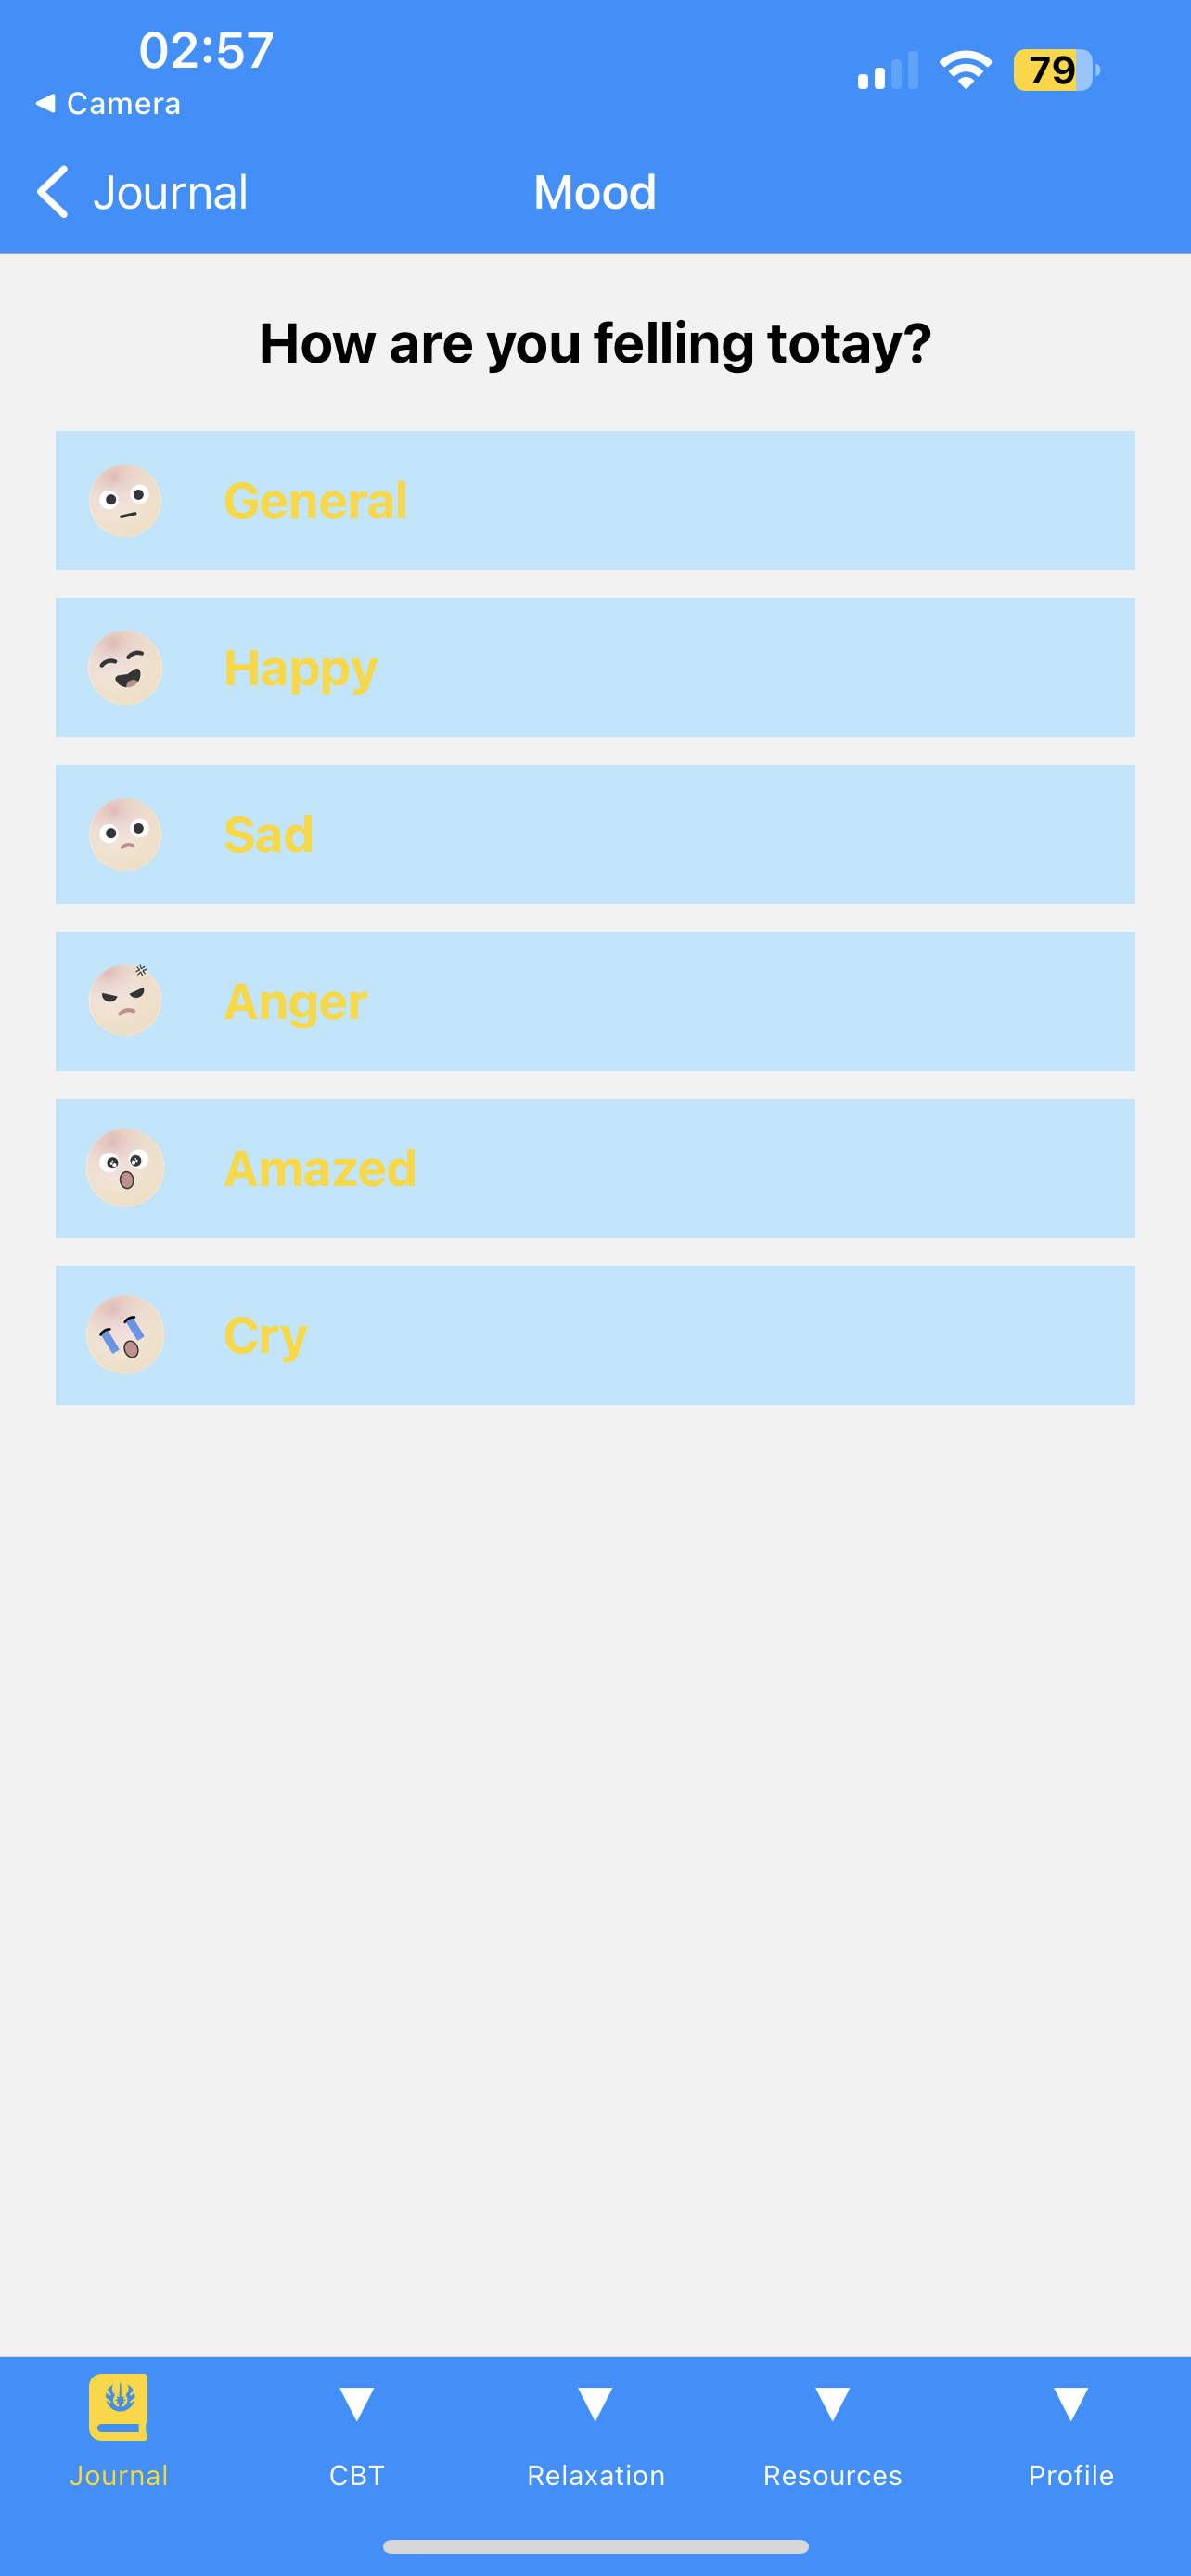 02:57
79
Camera
Journal
Mood
How are you felling totay?
General
Happy
Sad
Anger
Amazed
Cry
Journal
CBT
Relaxation
Resources
Profile